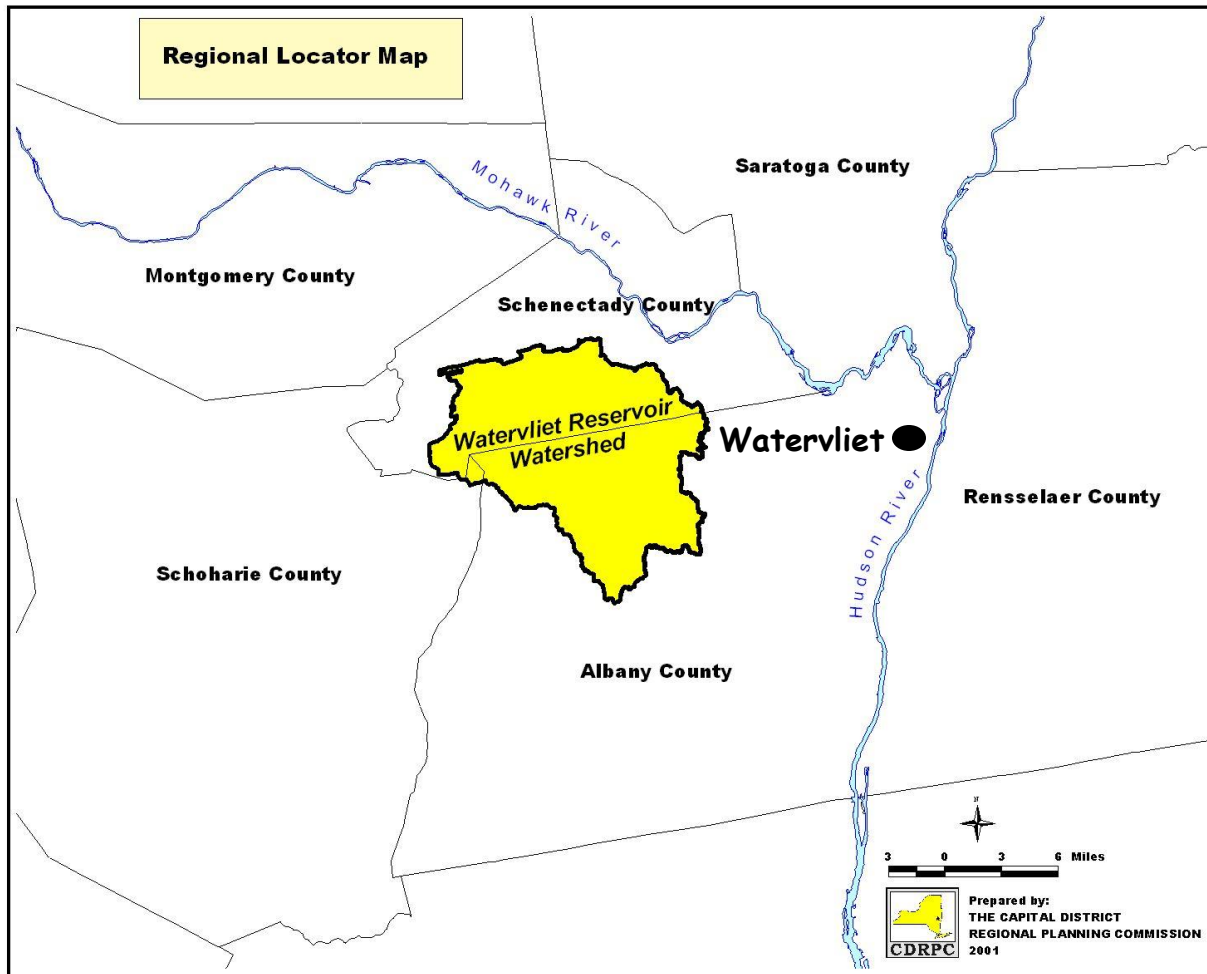 Regional Locator Map
Saratoga County
Mohawk River
Montgomery County
Schenectady County
Watervliet Reservoir
Watershed
Watervliet
Rensselaer County
Hudson River
Schoharie County
Albany County
N
3 0 3 6 Miles
Prepared by:
THE CAPITAL DISTRICT
REGIONAL PLANNING COMMISSION
2001
CDRPC